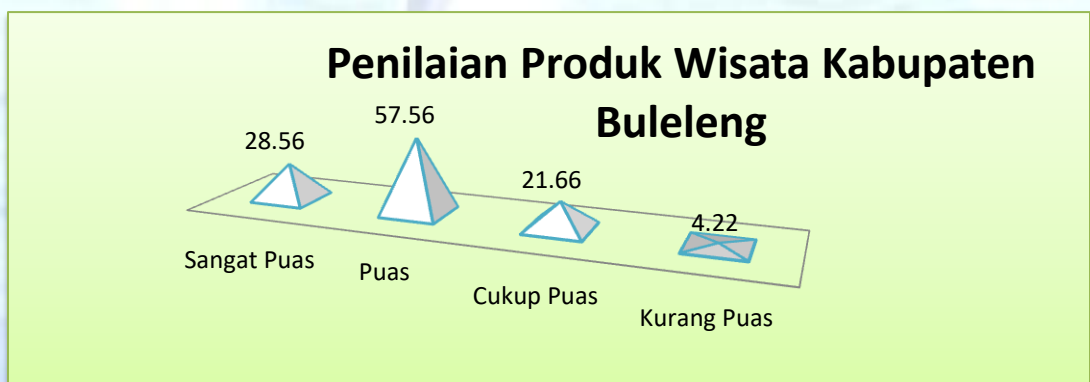 Penilaian Produk Wisata Kabupaten
Buleleng
28.56
57.56
21.66
4.22
Sangat Puas
Puas
Cukup Puas
Kurang Puas